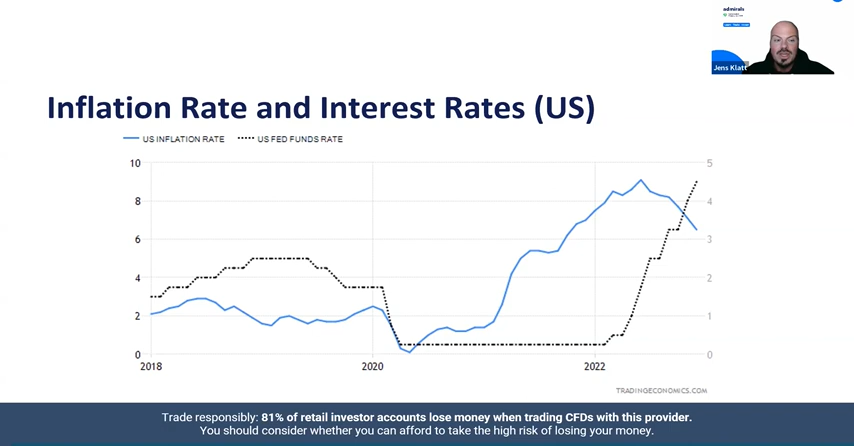 admirals
Jens Klatt
Inflation Rate and Interest Rates (US)
US INFLATION RATE US FED FUNDS RATE
10 5
8 4
6 3
4 2
2 1
0 0
2018 2020 2022
TRADINGECONOMICS.COM
Trade responsibly: 81% of retail investor accounts lose money when trading CFDs with this provider.
You should consider whether you can afford to take the high risk of losing your money.